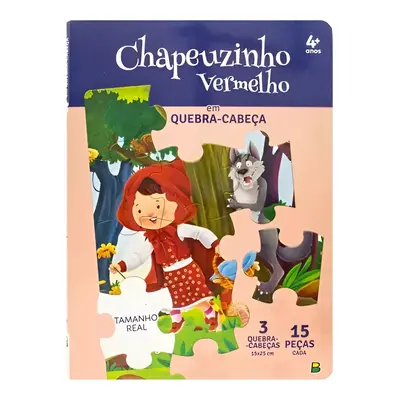 Chapeuzinho
Vermelho
4+
anos
em
QUEBRA-CABEÇA
TAMANHO
REAL
3
QUEBRA-
-CABEÇAS
15x25 cm
15
PEÇAS
CADA
B